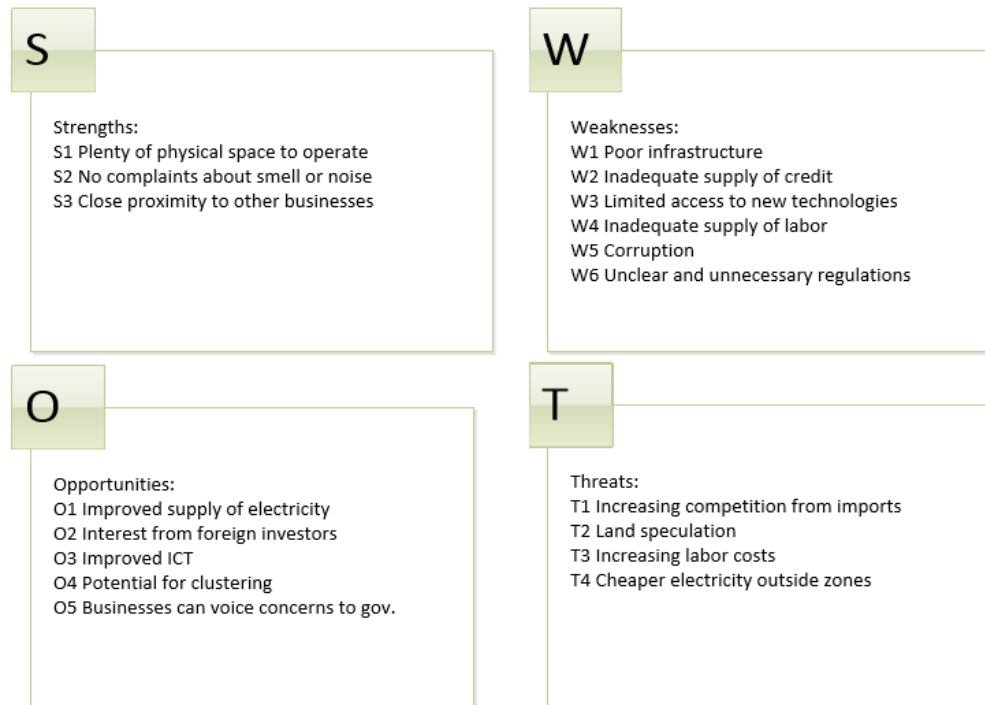 S
Strengths:
S1 Plenty of physical space to operate
S2 No complaints about smell or noise
S3 Close proximity to other businesses
W
Weaknesses:
W1 Poor infrastructure
W2 Inadequate supply of credit
W3 Limited access to new technologies
W4 Inadequate supply of labor
W5 Corruption
W6 Unclear and unnecessary regulations
O
Opportunities:
O1 Improved supply of electricity
O2 Interest from foreign investors
O3 Improved ICT
O4 Potential for clustering
O5 Businesses can voice concerns to gov.
T
Threats:
T1 Increasing competition from imports
T2 Land speculation
T3 Increasing labor costs
T4 Cheaper electricity outside zones